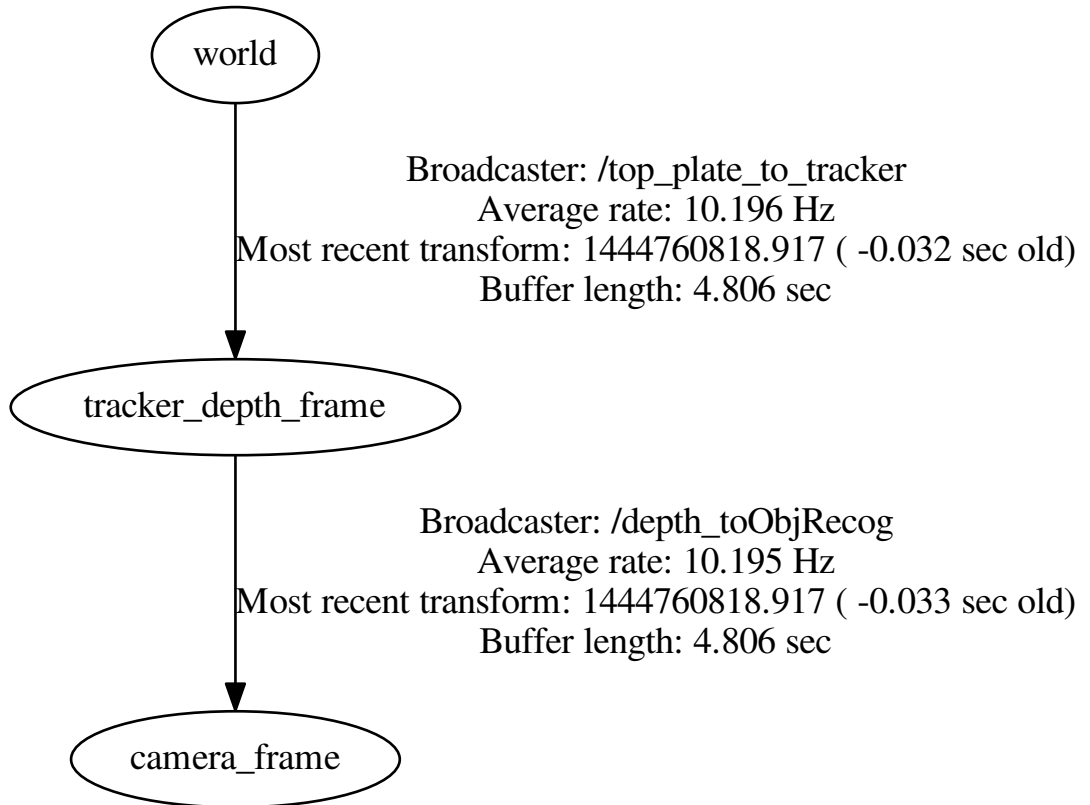 world
Broadcaster: /top_plate_to_tracker
Average rate: 10.196 Hz
Most recent transform: 1444760818.917 ( -0.032 sec old)
Buffer length: 4.806 sec
tracker_depth_frame
Broadcaster: /depth_toObjRecog
Average rate: 10.195 Hz
Most recent transform: 1444760818.917 ( -0.033 sec old)
Buffer length: 4.806 sec
camera_frame